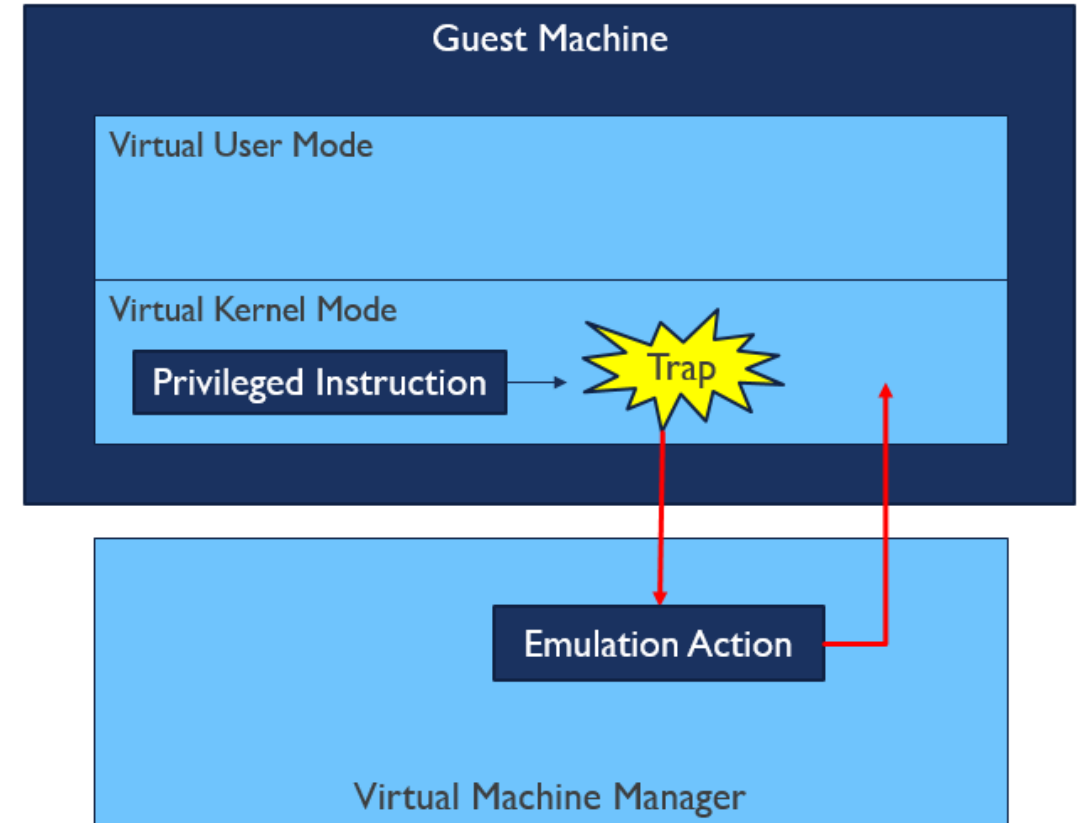 Guest Machine
Virtual User Mode
Virtual Kernel Mode
Privileged Instruction
Trap
Emulation Action
Virtual Machine Manager